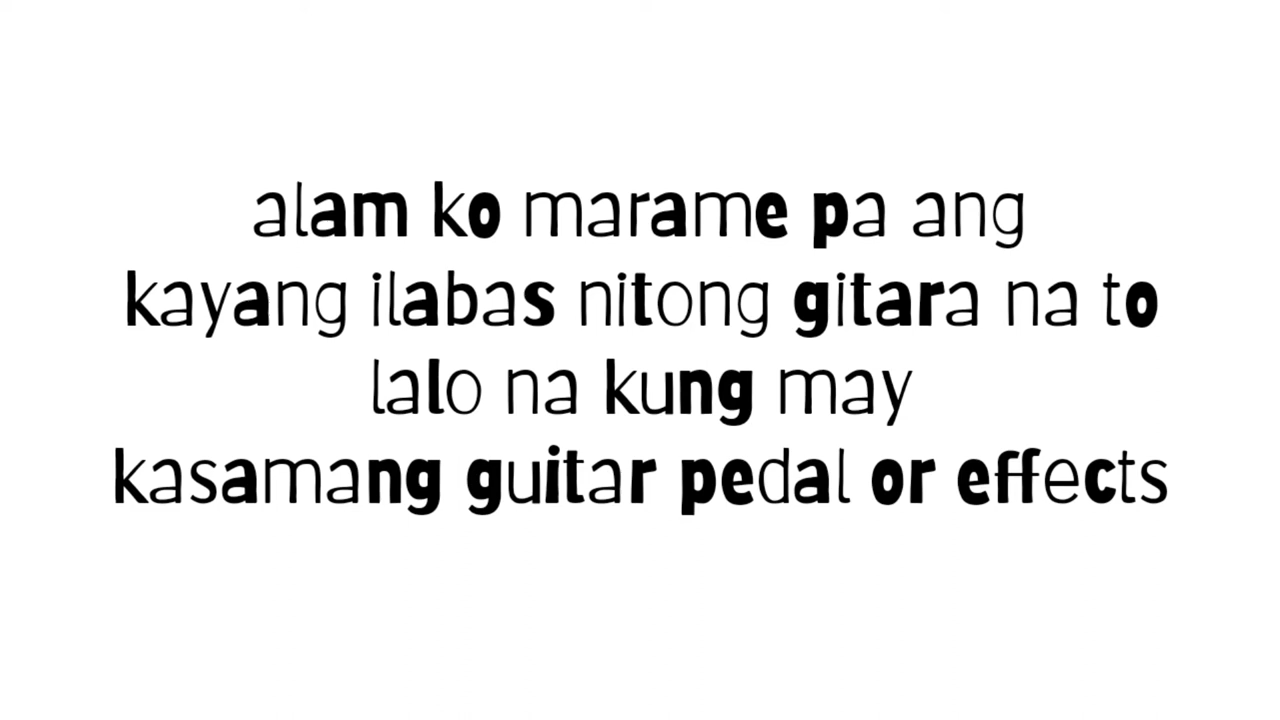 alam ko marame pa ang
kayang ilabas nitong gitara na to
lalo na kung may
kasamang guitar pedal or effects